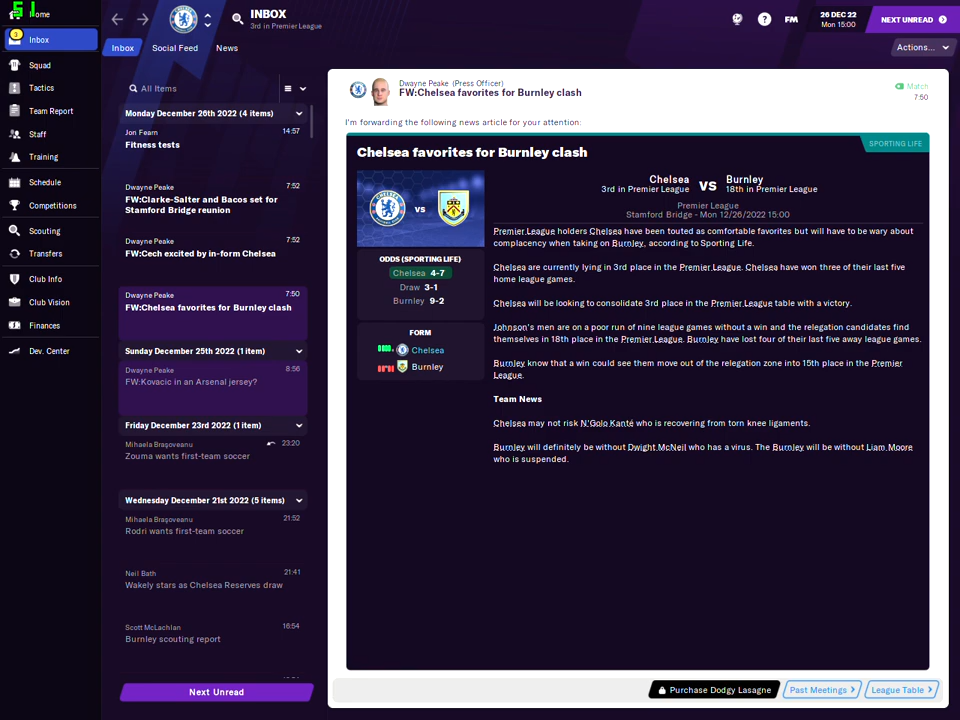 51
Home
INBOX
3rd in Premier League
FM
26 DEC 22
Mon 15:00
NEXT UNREAD
3
Inbox
Squad
Tactics
Team Report
Staff
Training
Schedule
Competitions
Scouting
Transfers
Club Info
Club Vision
Finances
Dev. Center
Inbox
Social Feed
News
Actions...
All Items
Monday December 26th 2022 (4 items)
Jon Fearn
14:57
Fitness tests
Dwayne Peake
7:52
FW:Clarke-Salter and Bacos set for
Stamford Bridge reunion
Dwayne Peake
7:52
FW:Cech excited by in-form Chelsea
Dwayne Peake
7:50
FW:Chelsea favorites for Burnley clash
Sunday December 25th 2022 (1 item)
Dwayne Peake
8:56
FW:Kovacic in an Arsenal jersey?
Friday December 23rd 2022 (1 item)
Mihaela Braşoveanu
23:20
Zouma wants first-team soccer
Wednesday December 21st 2022 (5 items)
Mihaela Braşoveanu
21:52
Rodri wants first-team soccer
Neil Bath
21:41
Wakely stars as Chelsea Reserves draw
Scott McLachlan
16:54
Burnley scouting report
Next Unread
Dwayne Peake (Press Officer)
FW:Chelsea favorites for Burnley clash
Match
7:50
I'm forwarding the following news article for your attention:
SPORTING LIFE
Chelsea favorites for Burnley clash
VS
Chelsea
3rd in Premier League
VS
Burnley
18th in Premier League
Premier League
Stamford Bridge - Mon 12/26/2022 15:00
ODDS (SPORTING LIFE)
Chelsea 4-7
Draw 3-1
Burnley 9-2
FORM
Chelsea
Burnley
Premier League holders Chelsea have been touted as comfortable favorites but will have to be wary about
complacency when taking on Burnley, according to Sporting Life.
Chelsea are currently lying in 3rd place in the Premier League. Chelsea have won three of their last five
home league games.
Chelsea will be looking to consolidate 3rd place in the Premier League table with a victory.
Johnson's men are on a poor run of nine league games without a win and the relegation candidates find
themselves in 18th place in the Premier League. Burnley have lost four of their last five away league games.
Burnley know that a win could see them move out of the relegation zone into 15th place in the Premier
League.
Team News
Chelsea may not risk N'Golo Kanté who is recovering from torn knee ligaments.
Burnley will definitely be without Dwight McNeil who has a virus. The Burnley will be without Liam Moore
who is suspended.
Purchase Dodgy Lasagne
Past Meetings
League Table